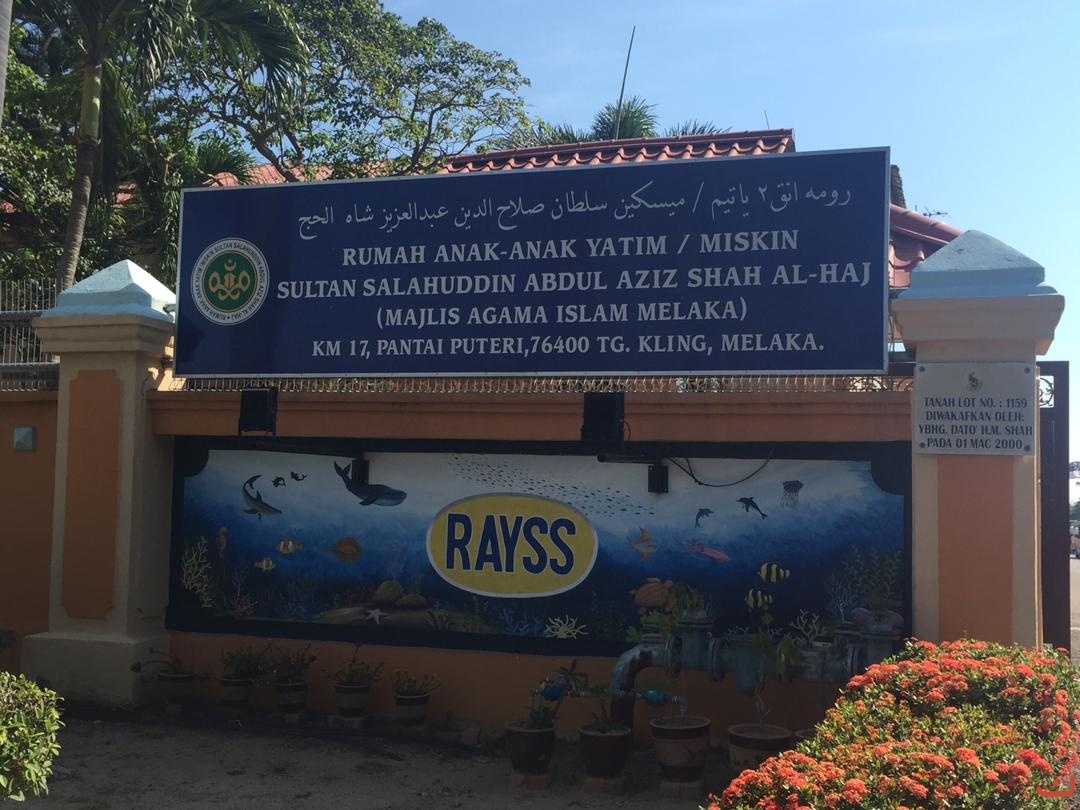 رومه انق٢ ياتيم / ميسكين سلطان صلاح الدين عبدالعزيز شاه الحج
RUMAH ANAK-ANAK YATIM / MISKIN
SULTAN SALAHUDDIN ABDUL AZIZ SHAH AL-HAJ
(MAJLIS AGAMA ISLAM MELAKA)
KM 17, PANTAI PUTERI,76400 TG. KLING, MELAKA.
TANAH LOT NO. : 1159
DIWAKAFKAN OLEH:
YBHG. DATO' H.M. SHAH
PADA 01 MAC 2000
RAYSS